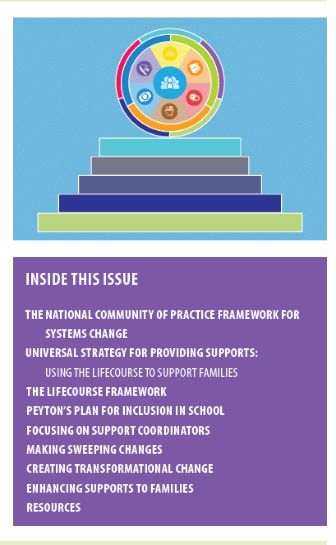 INSIDE THIS ISSUE
THE NATIONAL COMMUNITY OF PRACTICE FRAMEWORK FOR
SYSTEMS CHANGE
UNIVERSAL STRATEGY FOR PROVIDING SUPPORTS:
USING THE LIFECOURSE TO SUPPORT FAMILIES
THE LIFECOURSE FRAMEWORK
PEYTON'S PLAN FOR INCLUSION IN SCHOOL
FOCUSING ON SUPPORT COORDINATORS
MAKING SWEEPING CHANGES
CREATING TRANSFORMATIONAL CHANGE
ENHANCING SUPPORTS TO FAMILIES
RESOURCES